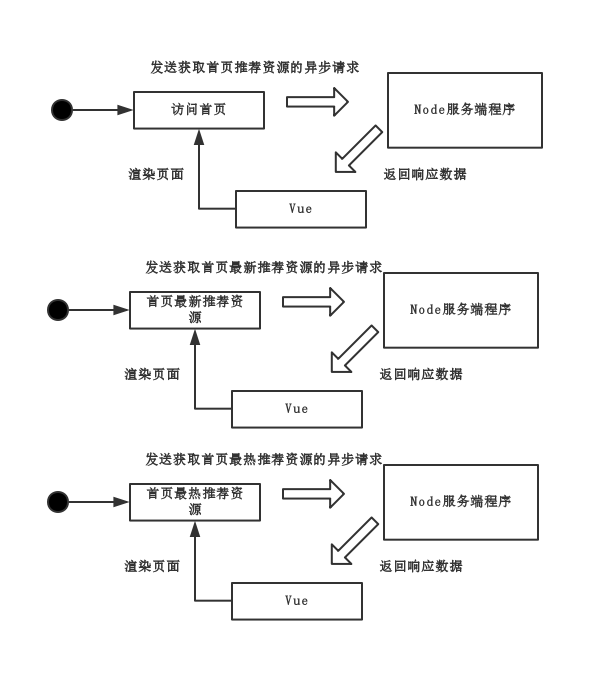 发送获取首页推荐资源的异步请求
访问首页
Node服务端程序
渲染页面
返回响应数据
Vue
发送获取首页最新推荐资源的异步请求
首页最新推荐资
源
Node服务端程序
渲染页面
返回响应数据
Vue
发送获取首页最热推荐资源的异步请求
首页最热推荐资
源
Node服务端程序
渲染页面
返回响应数据
Vue